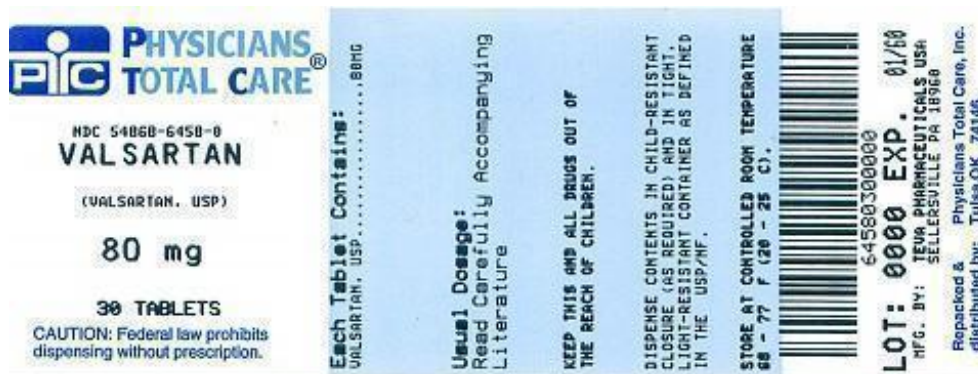 PTC
PHYSICIANS
TOTAL CARE®
NDC 54868-6458-0
VALSARTAN
(VALSARTAN, USP)
80 mg
30 TABLETS
CAUTION: Federal law prohibits
dispensing without prescription.
Each Tablet Contains:
VALSARTAN, USP....................80MG
Usual Dosage:
Read Carefully Accompanying
Literature
KEEP THIS AND ALL DRUGS OUT OF
THE REACH OF CHILDREN.
DISPENSE CONTENTS IN CHILD-RESISTANT
CLOSURE (AS REQUIRED) AND IN TIGHT,
LIGHT-RESISTANT CONTAINER AS DEFINED
IN THE USP/NF.
STORE AT CONTROLLED ROOM TEMPERATURE
68 - 77 F (20 - 25 C).
64580300000
LOT: 0000 EXP. 01/60
MFG. BY: TEVA PHARMACEUTICALS USA
SELLERSVILLE PA 18960
Repacked & Physicians Total Care, Inc.
distributed by: Tulsa, OK 74146